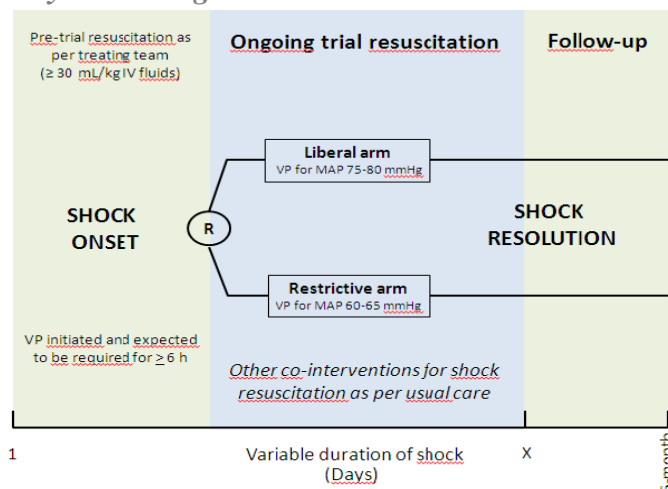 Pre-trial resuscitation as
per treating team
(≥ 30 mL/kg IV fluids)
Ongoing trial resuscitation
Follow-up
Liberal arm
VP for MAP 75-80 mmHg
SHOCK
ONSET
R
SHOCK
RESOLUTION
Restrictive arm
VP for MAP 60-65 mmHg
VP initiated and expected
to be required for ≥ 6 h
Other co-interventions for shock
resuscitation as per usual care
1
Variable duration of shock
(Days)
X
-month